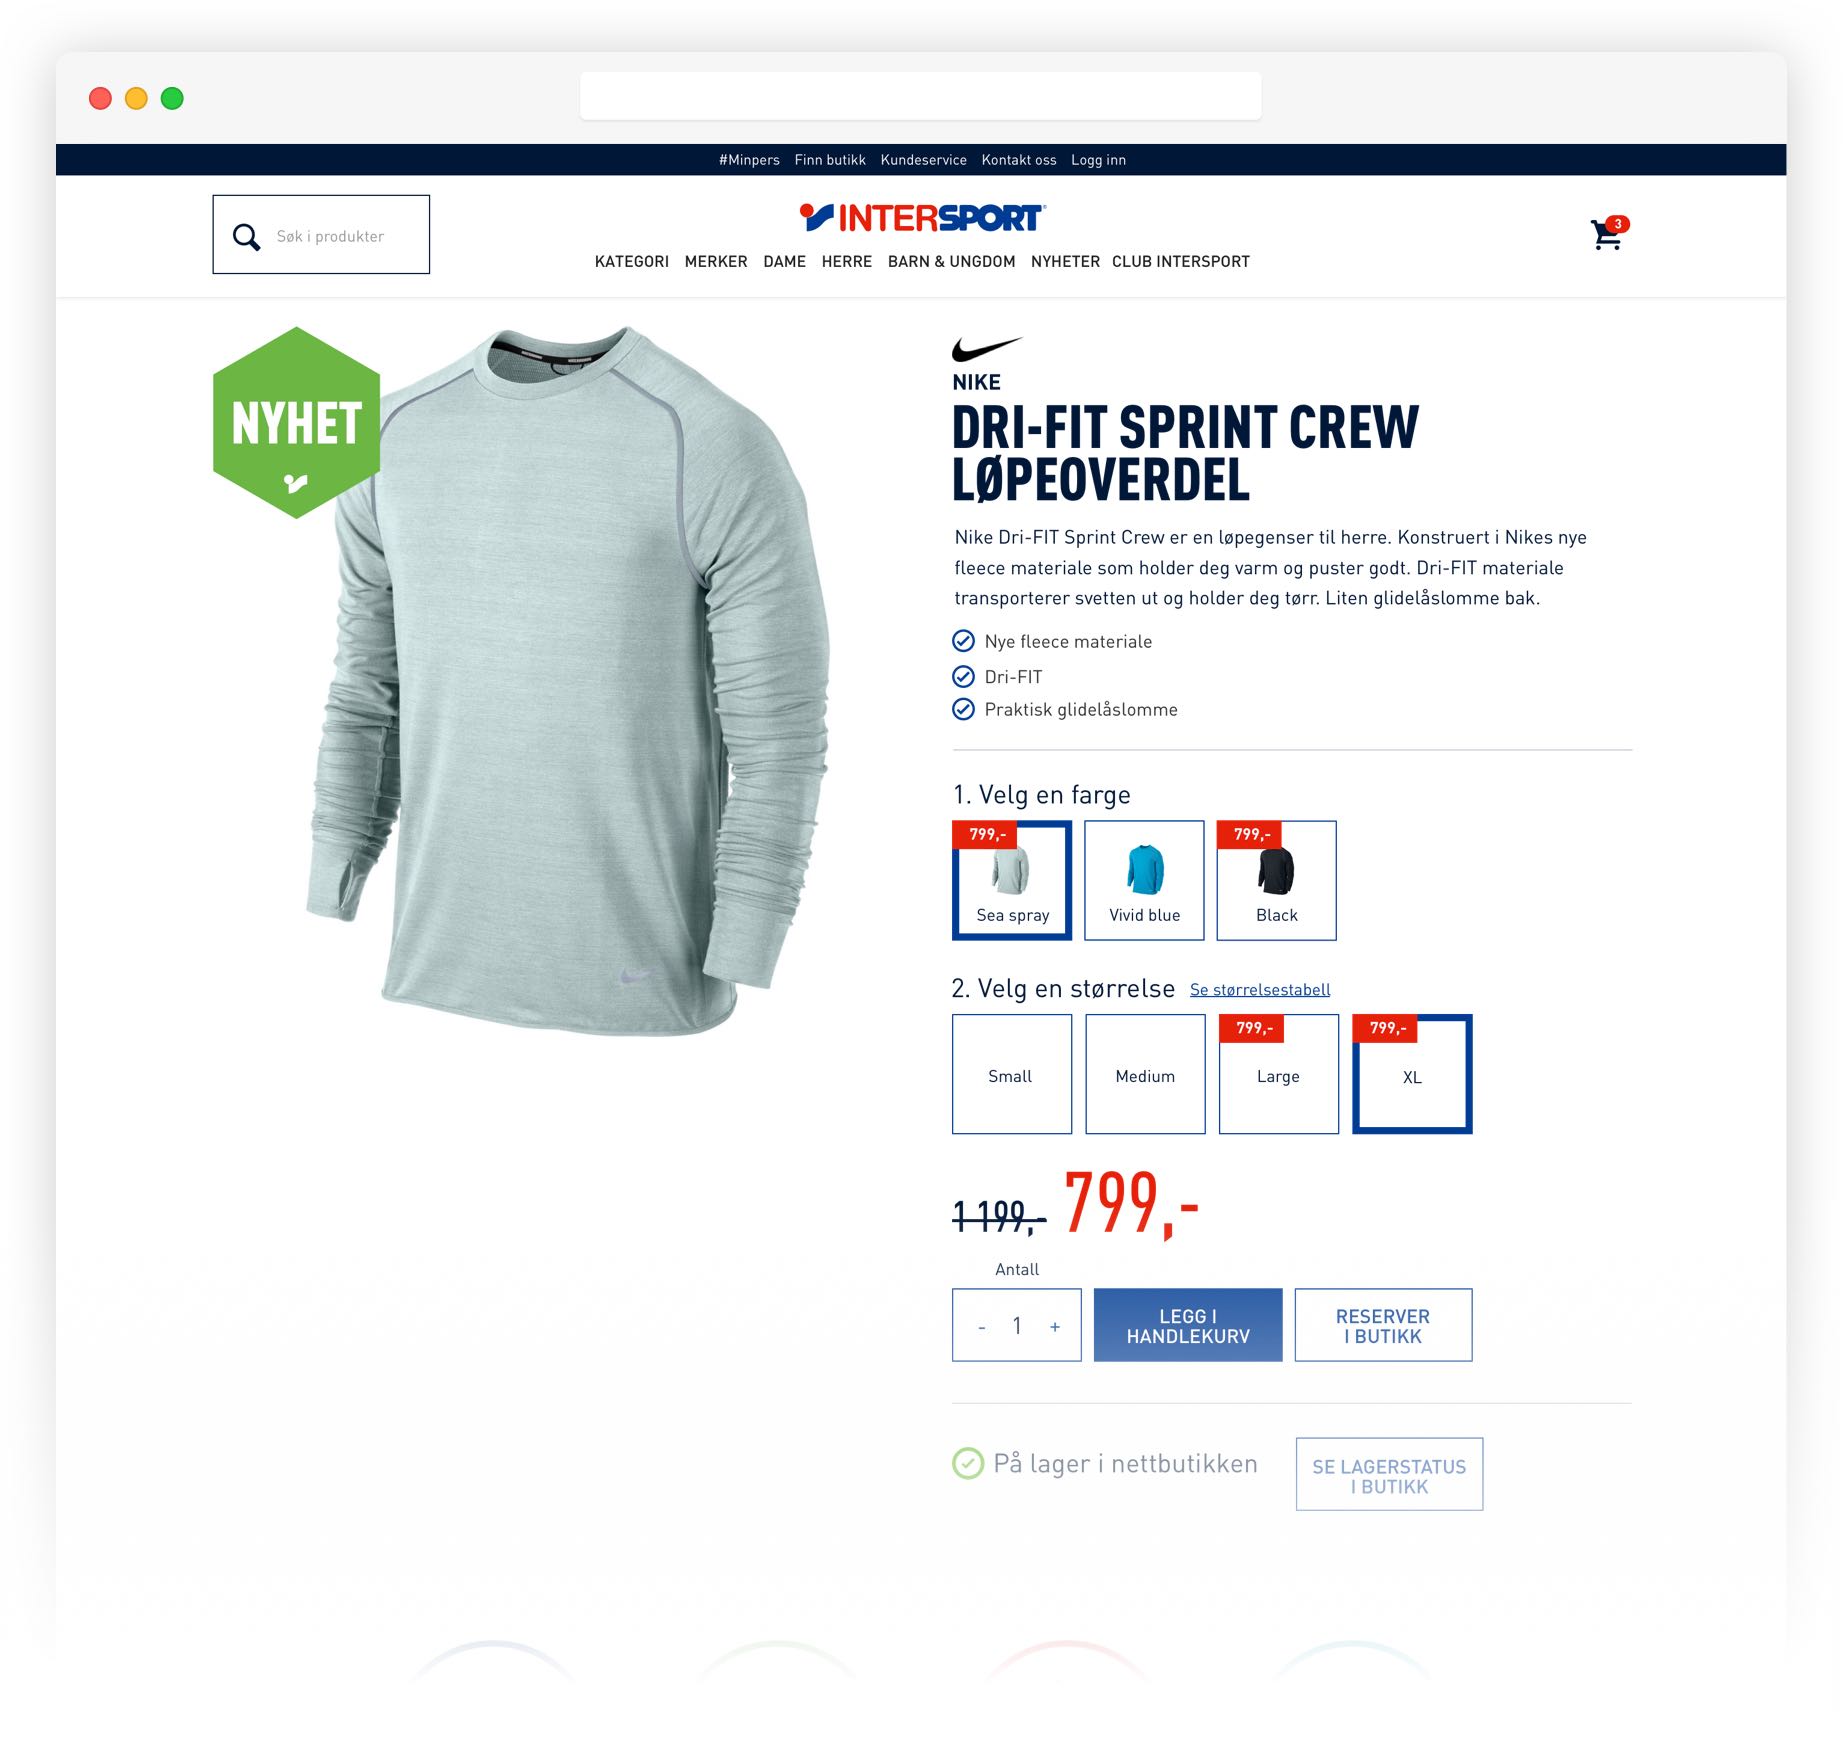 #Minpers Finn butikk Kundeservice Kontakt oss Logg inn
Søk i produkter
INTERSPORT
3
KATEGORI MERKER DAME HERRE BARN & UNGDOM NYHETER CLUB INTERSPORT
NYHET
NIKE
DRI-FIT SPRINT CREW
LØPEOVERDEL
Nike Dri-FIT Sprint Crew er en løpegenser til herre. Konstruert i Nikes nye
fleece materiale som holder deg varm og puster godt. Dri-FIT materiale
transporterer svetten ut og holder deg tørr. Liten glidelåslomme bak.
Nye fleece materiale
Dri-FIT
Praktisk glidelåslomme
1. Velg en farge
799,- 799,-
Sea spray Vivid blue Black
2. Velg en størrelse Se størrelsestabell
799,- 799,-
Small Medium Large XL
1 199,- 799,-
Antall
- 1 +
LEGG I
HANDLEKURV
RESERVER
I BUTIKK
På lager i nettbutikken
SE LAGERSTATUS
I BUTIKK